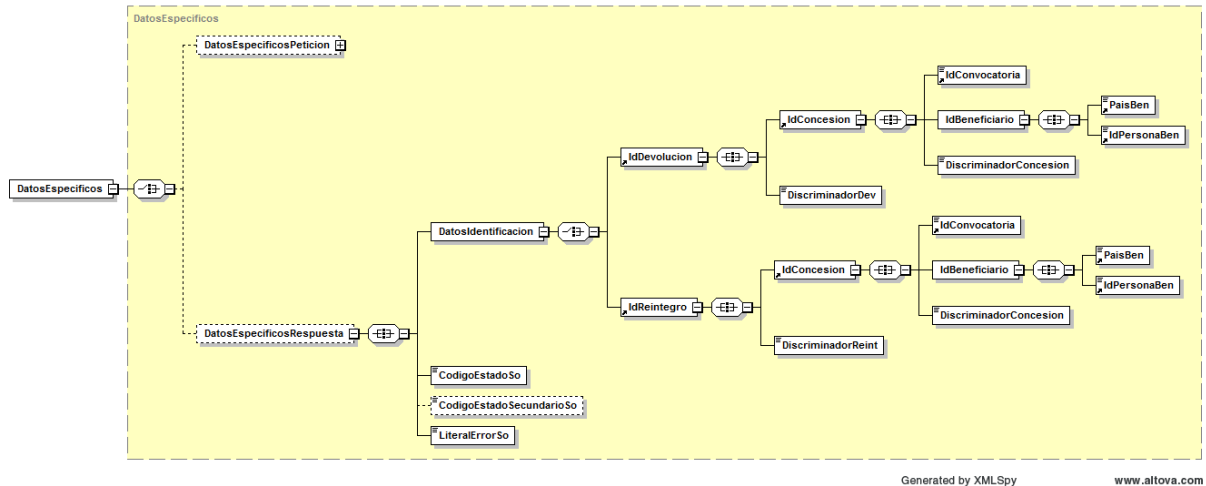 DatosEspecificos
DatosEspecificosPeticion
IdConvocatoria
PaisBen
IdConcesion
IdBeneficiario
IdPersonaBen
IdDevolucion
DiscriminadorConcesion
DatosEspecificos
DiscriminadorDev
DatosIdentificacion
IdConvocatoria
PaisBen
IdConcesion
IdBeneficiario
IdPersonaBen
IdReintegro
DiscriminadorConcesion
DatosEspecificosRespuesta
DiscriminadorReint
CodigoEstadoSo
CodigoEstadoSecundarioSo
LiteralErrorSo
Generated by XMLSpy www.altova.com